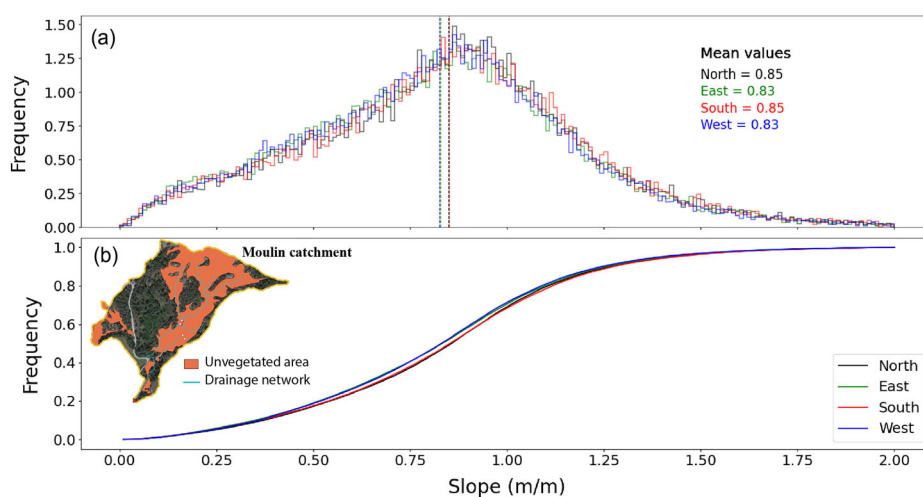 (a)
Frequency
1.50
1.25
1.00
0.75
0.50
0.25
0.00
Mean values
North = 0.85
East = 0.83
South = 0.85
West = 0.83
(b)
Frequency
1.0
0.8
0.6
0.4
0.2
0.0
Moulin catchment
Unvegetated area
Drainage network
North
East
South
West
0.00 0.25 0.50 0.75 1.00 1.25 1.50 1.75 2.00
Slope (m/m)